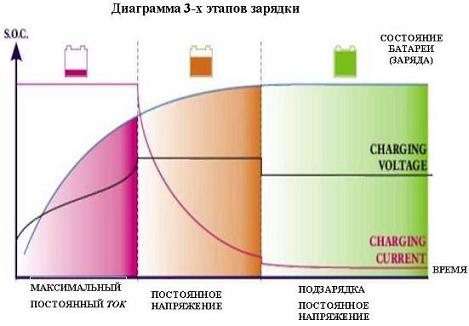 Диаграмма 3-х этапов зарядки
S.O.C.
СОСТОЯНИЕ
БАТАРЕИ
(ЗАРЯДА)
CHARGING
VOLTAGE
CHARGING
CURRENT
ВРЕМЯ
МАКСИМАЛЬНЫЙ
ПОСТОЯННЫЙ ТОК
ПОСТОЯННОЕ
НАПРЯЖЕНИЕ
ПОДЗАРЯДКА
ПОСТОЯННОЕ
НАПРЯЖЕНИЕ